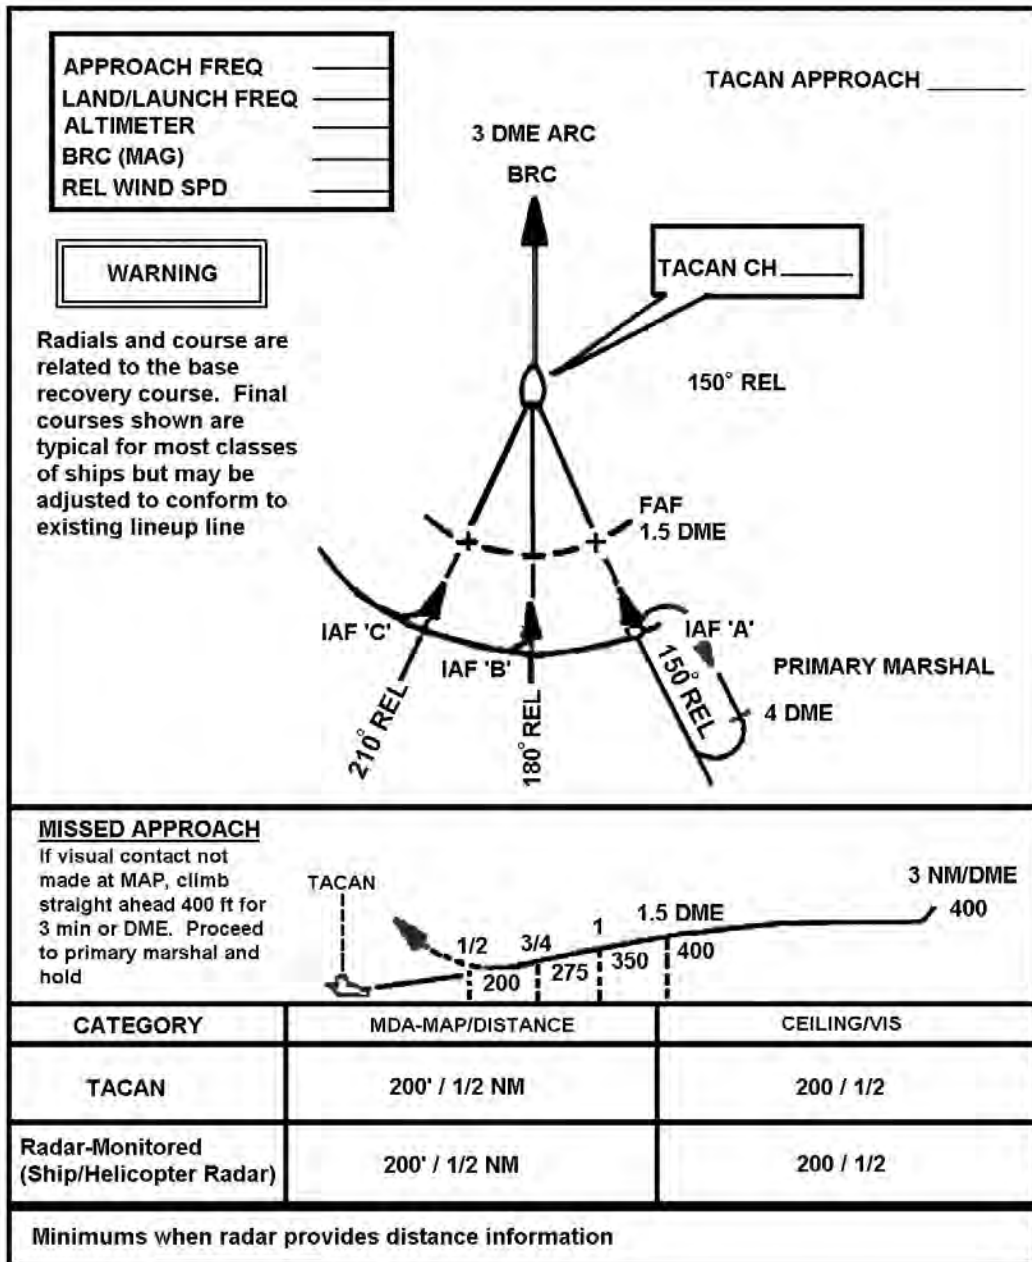 APPROACH FREQ
LAND/LAUNCH FREQ
ALTIMETER
BRC (MAG)
REL WIND SPD
TACAN APPROACH
3 DME ARC
BRC
WARNING
TACAN CH
Radials and course are
related to the base
recovery course. Final
courses shown are
typical for most classes
of ships but may be
adjusted to conform to
existing lineup line
150° REL
FAF
1.5 DME
IAF 'C'
IAF 'B'
IAF 'A'
PRIMARY MARSHAL
4 DME
210° REL
180° REL
150° REL
MISSED APPROACH
If visual contact not
made at MAP, climb
straight ahead 400 ft for
3 min or DME. Proceed
to primary marshal and
hold
TACAN
3 NM/DME
400
1/2 3/4 1 1.5 DME
200 275 350 400
CATEGORY MDA-MAP/DISTANCE CEILING/VIS
TACAN 200' / 1/2 NM 200 / 1/2
Radar-Monitored
(Ship/Helicopter Radar) 200' / 1/2 NM 200 / 1/2
Minimums when radar provides distance information